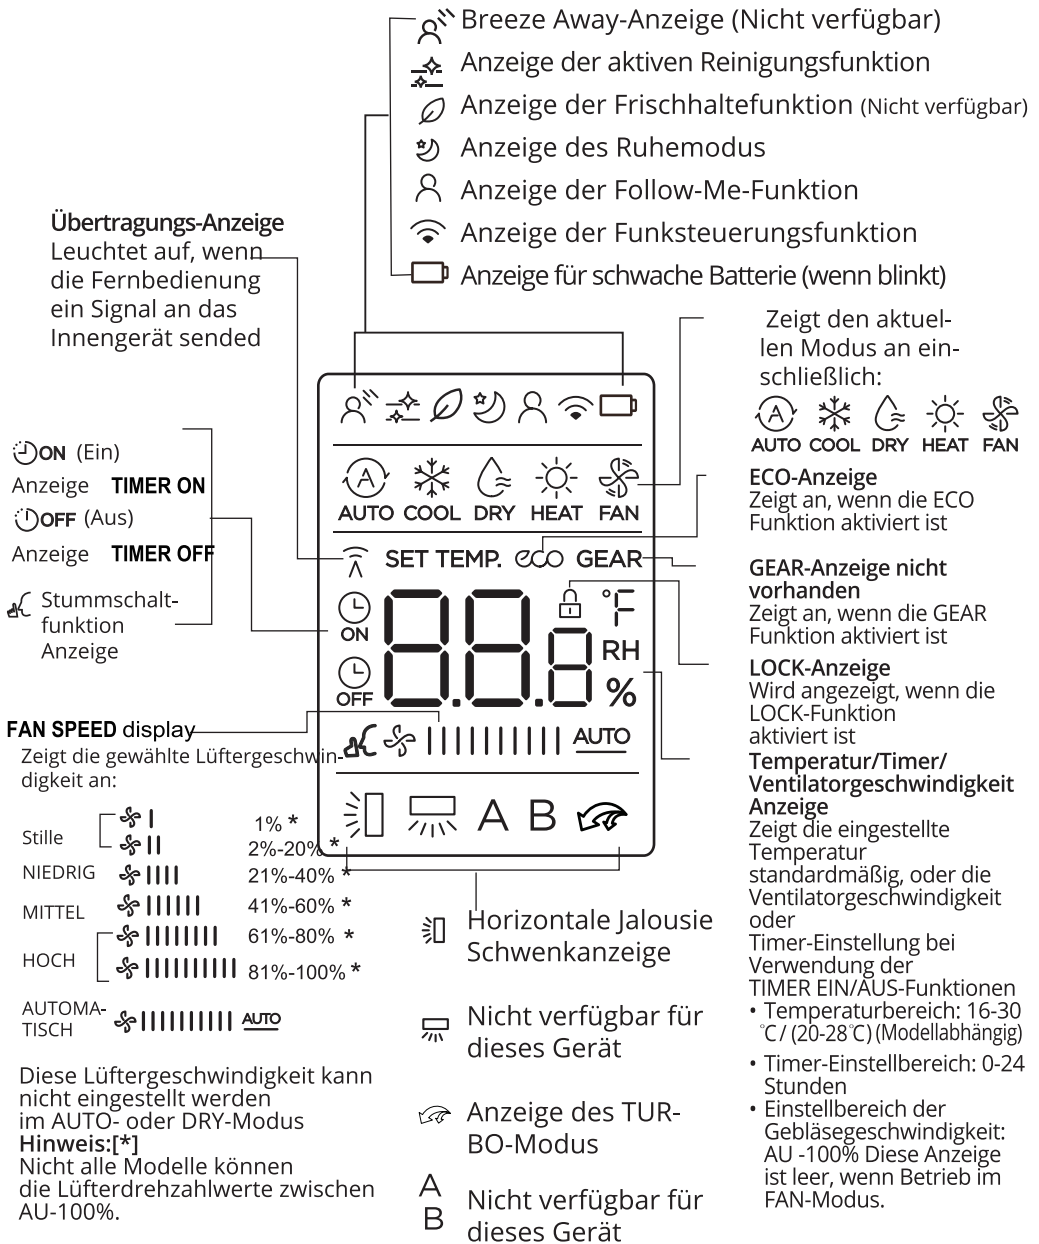 Breeze Away-Anzeige (Nicht verfügbar)
Anzeige der aktiven Reinigungsfunktion
Anzeige der Frischhaltefunktion (Nicht verfügbar)
Anzeige des Ruhemodus
Anzeige der Follow-Me-Funktion
Anzeige der Funksteuerungsfunktion
Anzeige für schwache Batterie (wenn blinkt)
Übertragungs-Anzeige
Leuchtet auf, wenn
die Fernbedienung
ein Signal an das
Innengerät sended
ON (Ein)
Anzeige TIMER ON
OFF (Aus)
Anzeige TIMER OFF
Stummschalt-
funktion
Anzeige
FAN SPEED display
Zeigt die gewählte Lüftergeschwin-
digkeit an:
Stille
1% *
2%-20% *
NIEDRIG 21%-40% *
MITTEL 41%-60% *
HOCH
61%-80% *
81%-100% *
AUTOMA-
TISCH
AUTO
Diese Lüftergeschwindigkeit kann
nicht eingestellt werden
im AUTO- oder DRY-Modus
Hinweis:[*]
Nicht alle Modelle können
die Lüfterdrehzahlwerte zwischen
AU-100%.
A
AUTO COOL DRY HEAT FAN
SET TEMP. eco GEAR
ON
OFF
88.8
°F
RH
%
AUTO
A B
Horizontale Jalousie
Schwenkanzeige
Nicht verfügbar für
dieses Gerät
Anzeige des TUR-
BO-Modus
A
B
Nicht verfügbar für
dieses Gerät
Zeigt den aktuel-
len Modus an ein-
schließlich:
A
AUTO COOL DRY HEAT FAN
ECO-Anzeige
Zeigt an, wenn die ECO
Funktion aktiviert ist
GEAR-Anzeige nicht
vorhanden
Zeigt an, wenn die GEAR
Funktion aktiviert ist
LOCK-Anzeige
Wird angezeigt, wenn die
LOCK-Funktion
aktiviert ist
Temperatur/Timer/
Ventilatorgeschwindigkeit
Anzeige
Zeigt die eingestellte
Temperatur
standardmäßig, oder die
Ventilatorgeschwindigkeit
oder
Timer-Einstellung bei
Verwendung der
TIMER EIN/AUS-Funktionen
• Temperaturbereich: 16-30
°C/ (20-28°C) (Modellabhängig)
• Timer-Einstellbereich: 0-24
Stunden
• Einstellbereich der
Gebläsegeschwindigkeit:
AU -100% Diese Anzeige
ist leer, wenn Betrieb im
FAN-Modus.